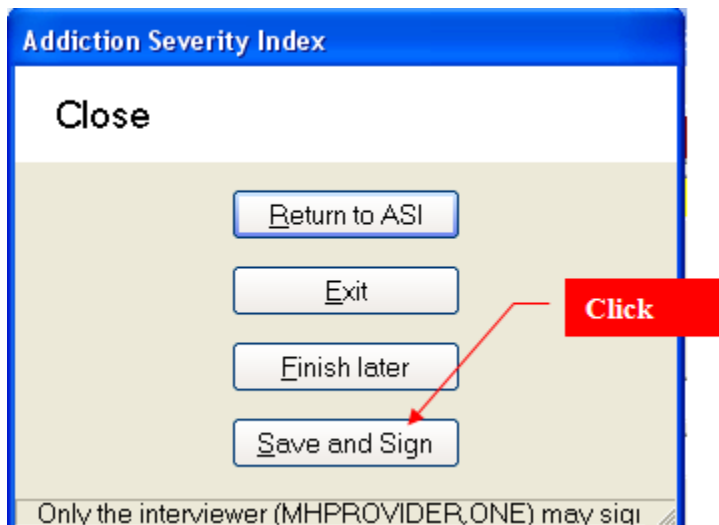 Addiction Severity Index
Close
Return to ASI
Exit
Click
Finish later
Save and Sign
Only the interviewer (MHPROVIDER,ONE) may